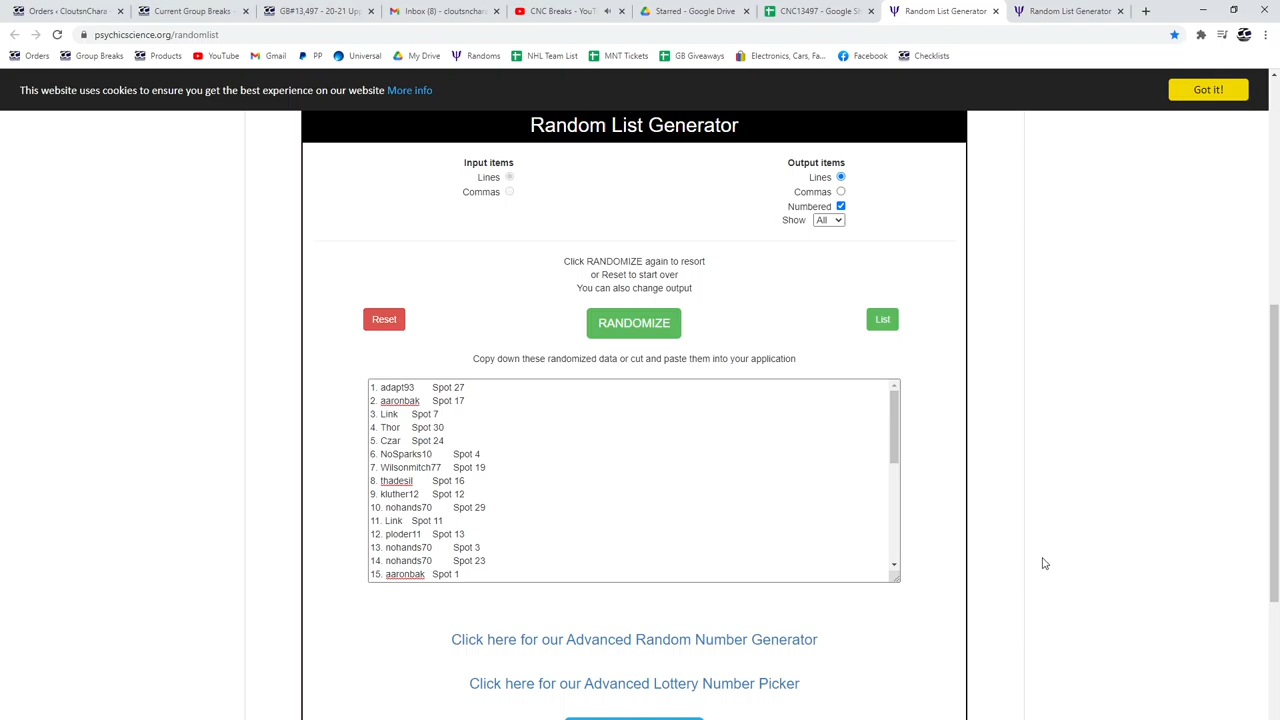 Orders ‹ CloutsnChara
Current Group Breaks ‹
GB#13,497 - 20-21 Upp
Inbox (8) - cloutsnchara
CNC Breaks - YouT
Starred - Google Drive
CNC13497 - Google Sh
Random List Generator
Random List Generator
psychicscience.org/randomlist
Orders
Group Breaks
Products
YouTube
Gmail
PP
Universal
My Drive
Randoms
NHL Team List
MNT Tickets
GB Giveaways
Electronics, Cars, Fa...
Facebook
Checklists
This website uses cookies to ensure you get the best experience on our website More info
Got it!
Random List Generator
Input items
Lines
Commas
Output items
Lines
Commas
Numbered
Show All
Click RANDOMIZE again to resort
or Reset to start over
You can also change output
Reset
RANDOMIZE
List
Copy down these randomized data or cut and paste them into your application
1. adapt93 Spot 27
2. aaronbak Spot 17
3. Link Spot 7
4. Thor Spot 30
5. Czar Spot 24
6. NoSparks10 Spot 4
7. Wilsonmitch77 Spot 19
8. thadesil Spot 16
9. kluther12 Spot 12
10. nohands70 Spot 29
11. Link Spot 11
12. ploder11 Spot 13
13. nohands70 Spot 3
14. nohands70 Spot 23
15. aaronbak Spot 1
Click here for our Advanced Random Number Generator
Click here for our Advanced Lottery Number Picker